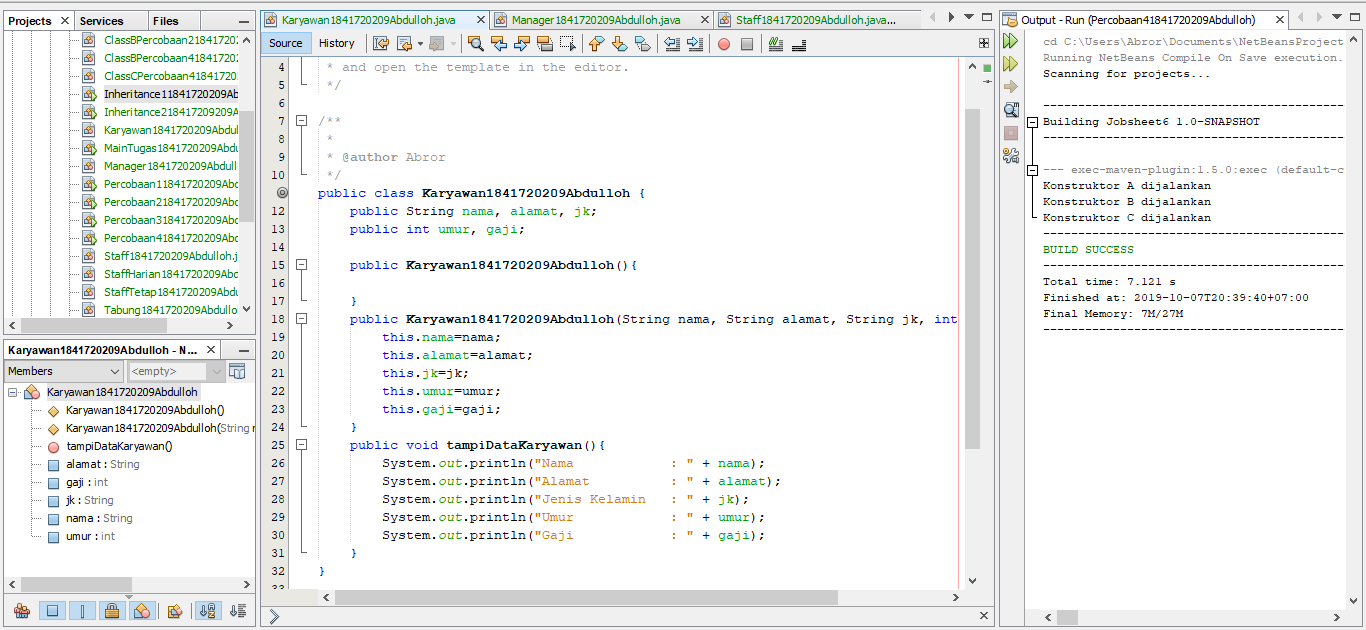 Projects
Services
Files
ClassBPercobaan21841720
ClassBPercobaan41841720
ClassCPercobaan41841720
Inheritance11841720209Ab
Inheritance218417209209A
Karyawan1841720209Abdul
MainTugas1841720209Abdu
Manager1841720209Abdull
Percobaan11841720209Abd
Percobaan21841720209Abd
Percobaan31841720209Abd
Percobaan41841720209Abd
Staff1841720209Abdulloh.j
StaffHarian1841720209Abd
StaffTetap1841720209Abdu
Tabung1841720209Abdullo
Karyawan1841720209Abdulloh - N...
Members
<empty>
Karyawan1841720209Abdulloh
Karyawan1841720209Abdulloh()
Karyawan1841720209Abdulloh(String
tampiDataKaryawan()
alamat : String
gaji : int
jk : String
nama : String
umur : int
Karyawan1841720209Abdulloh.java
Manager1841720209Abdulloh.java
Staff1841720209Abdulloh.java...
Source
History
4 * and open the template in the editor.
5 */
6
7 /**
8 *
9 * @author Abror
10 */
public class Karyawan1841720209Abdulloh {
12 public String nama, alamat, jk;
13 public int umur, gaji;
14
15 public Karyawan1841720209Abdulloh(){
16
17 }
18 public Karyawan1841720209Abdulloh(String nama, String alamat, String jk, int
19 this.nama=nama;
20 this.alamat=alamat;
21 this.jk=jk;
22 this.umur=umur;
23 this.gaji=gaji;
24 }
25 public void tampiDataKaryawan(){
26 System.out.println("Nama : " + nama);
27 System.out.println("Alamat : " + alamat);
28 System.out.println("Jenis Kelamin : " + jk);
29 System.out.println("Umur : " + umur);
30 System.out.println("Gaji : " + gaji);
31 }
32 }
Output - Run (Percobaan41841720209Abdulloh)
cd C:\Users\Abror\Documents\NetBeansProject
Running NetBeans Compile On Save execution.
Scanning for projects...
------------------------------------------
Building Jobsheet6 1.0-SNAPSHOT
------------------------------------------
--- exec-maven-plugin:1.5.0:exec (default-c
Konstruktor A dijalankan
Konstruktor B dijalankan
Konstruktor C dijalankan
------------------------------------------
BUILD SUCCESS
------------------------------------------
Total time: 7.121 s
Finished at: 2019-10-07T20:39:40+07:00
Final Memory: 7M/27M
------------------------------------------